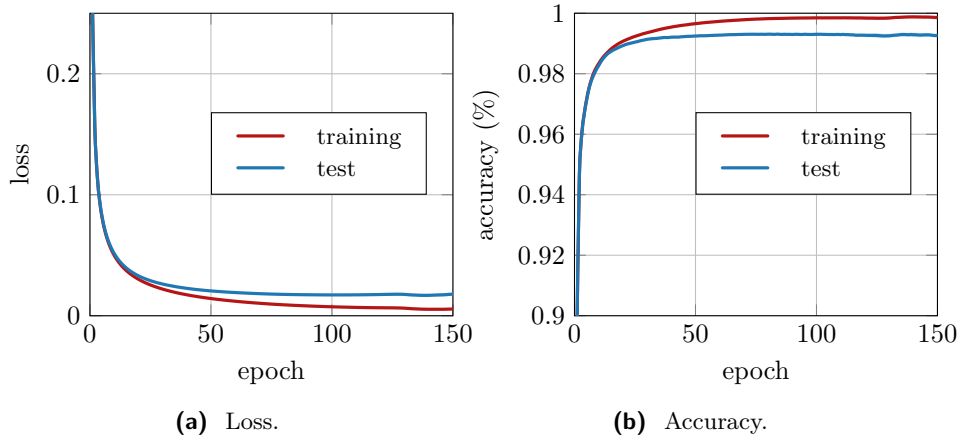 0.2
0.1
0
loss
0
50
100
150
epoch
training
test
(a) Loss.
1
0.98
0.96
0.94
0.92
0.9
accuracy (%)
0
50
100
150
epoch
training
test
(b) Accuracy.